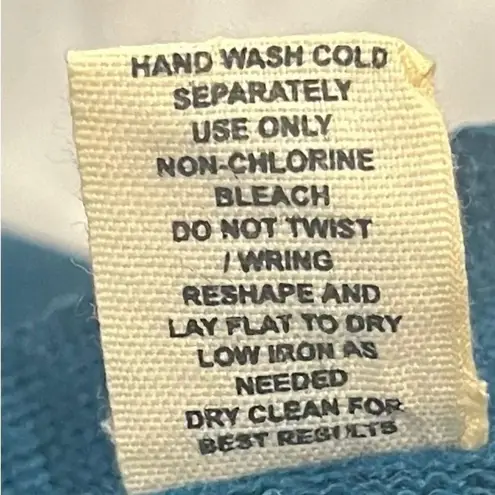 HAND WASH COLD
SEPARATELY
USE ONLY
NON-CHLORINE
BLEACH
DO NOT TWIST
/ WRING
RESHAPE AND
LAY FLAT TO DRY
LOW IRON AS
NEEDED
DRY CLEAN FOR
BEST RESULTS